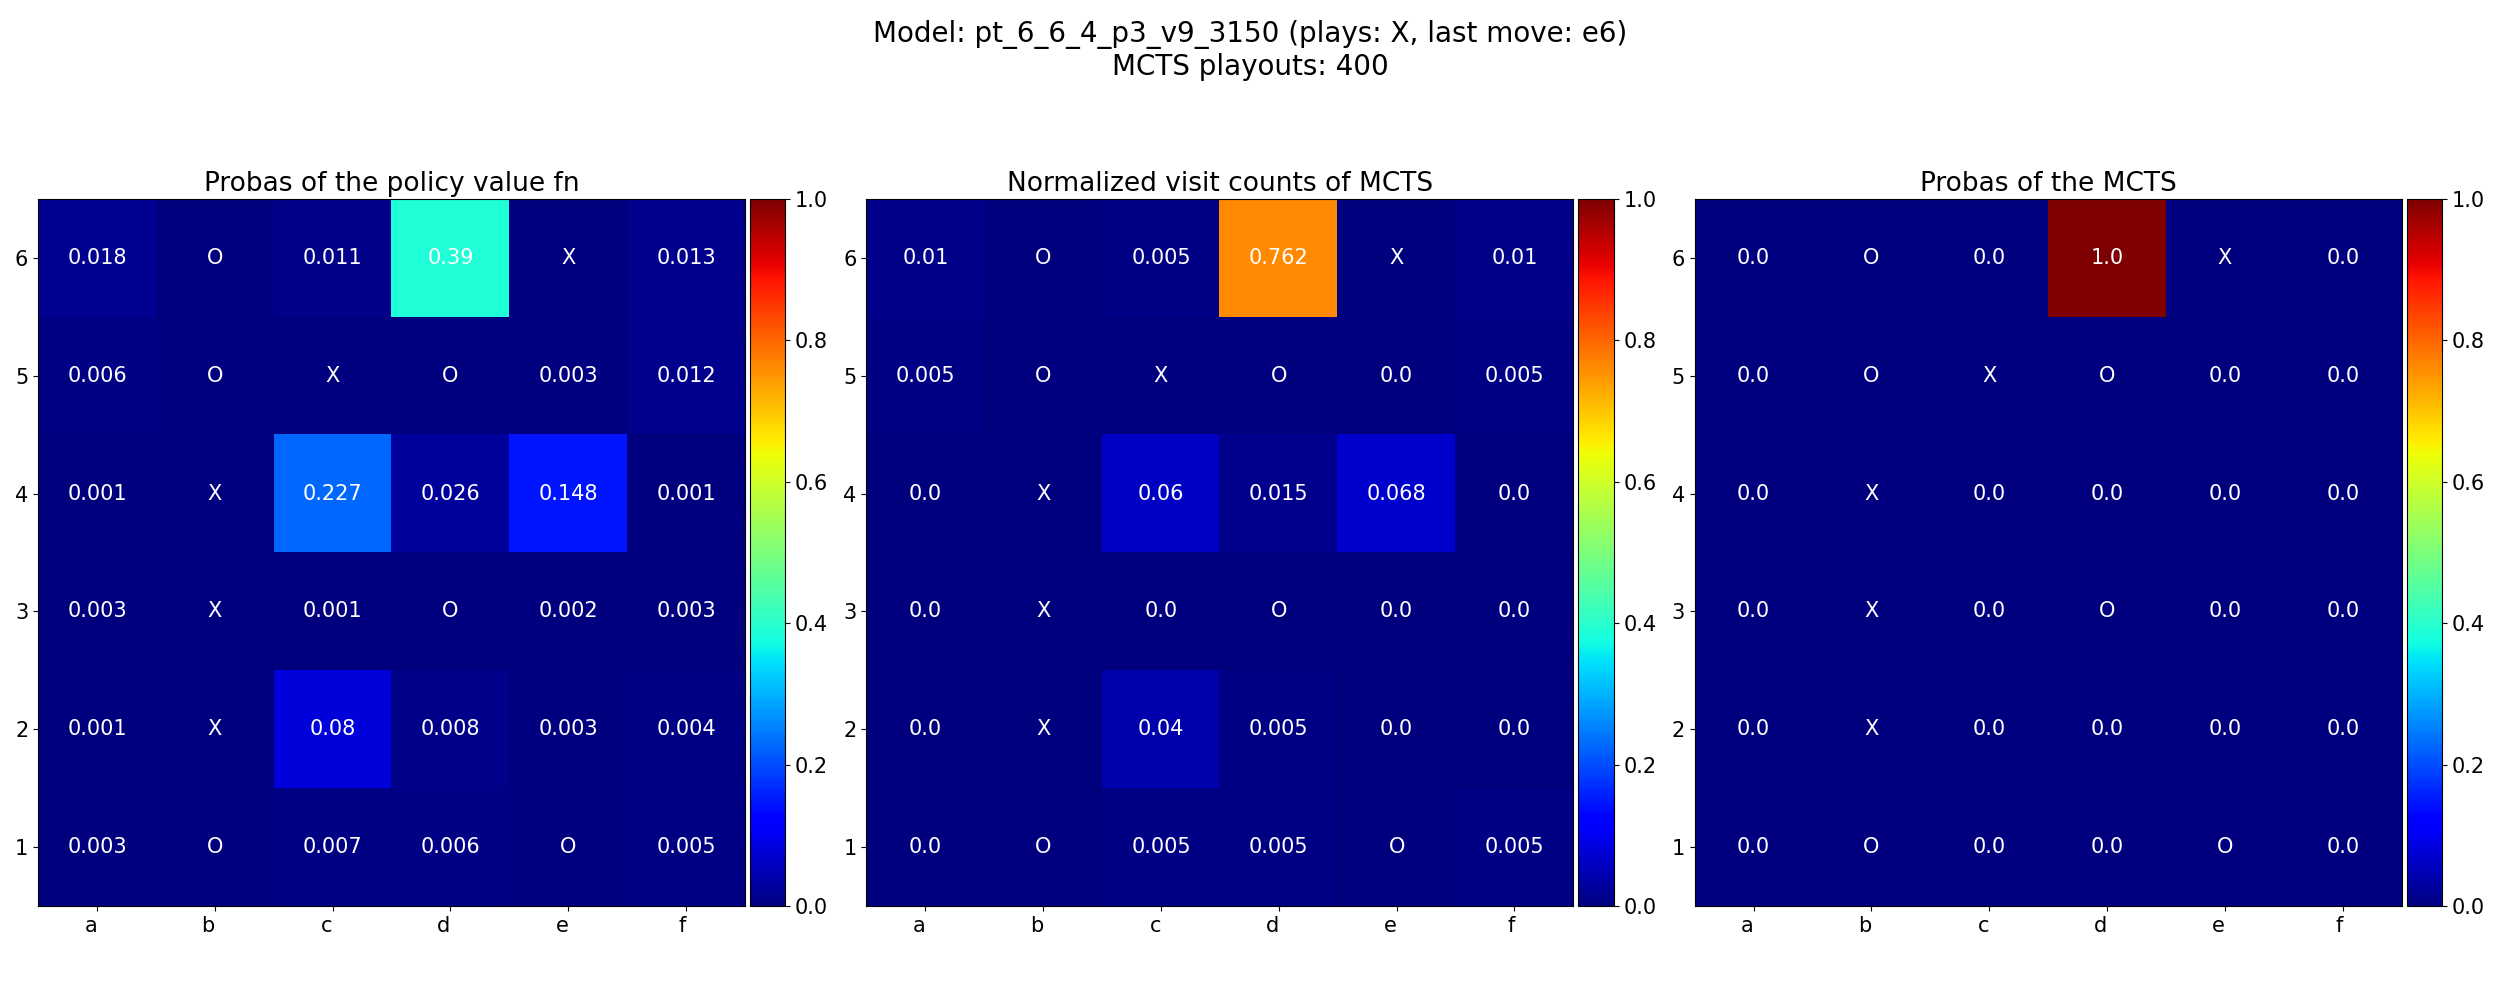 Model: pt_6_6_4_p3_v9_3150 (plays: X, last move: e6)
MCTS playouts: 400
Probas of the policy value fn
6 0.018 O 0.011 0.39 X 0.013
5 0.006 O X O 0.003 0.012
4 0.001 X 0.227 0.026 0.148 0.001
3 0.003 X 0.001 O 0.002 0.003
2 0.001 X 0.08 0.008 0.003 0.004
1 0.003 O 0.007 0.006 O 0.005
a b c d e f
1.0
0.8
0.6
0.4
0.2
0.0
Normalized visit counts of MCTS
6 0.01 O 0.005 0.762 X 0.01
5 0.005 O X O 0.0 0.005
4 0.0 X 0.06 0.015 0.068 0.0
3 0.0 X 0.0 O 0.0 0.0
2 0.0 X 0.04 0.005 0.0 0.0
1 0.0 O 0.005 0.005 O 0.005
a b c d e f
1.0
0.8
0.6
0.4
0.2
0.0
Probas of the MCTS
6 0.0 O 0.0 1.0 X 0.0
5 0.0 O X O 0.0 0.0
4 0.0 X 0.0 0.0 0.0 0.0
3 0.0 X 0.0 O 0.0 0.0
2 0.0 X 0.0 0.0 0.0 0.0
1 0.0 O 0.0 0.0 O 0.0
a b c d e f
1.0
0.8
0.6
0.4
0.2
0.0